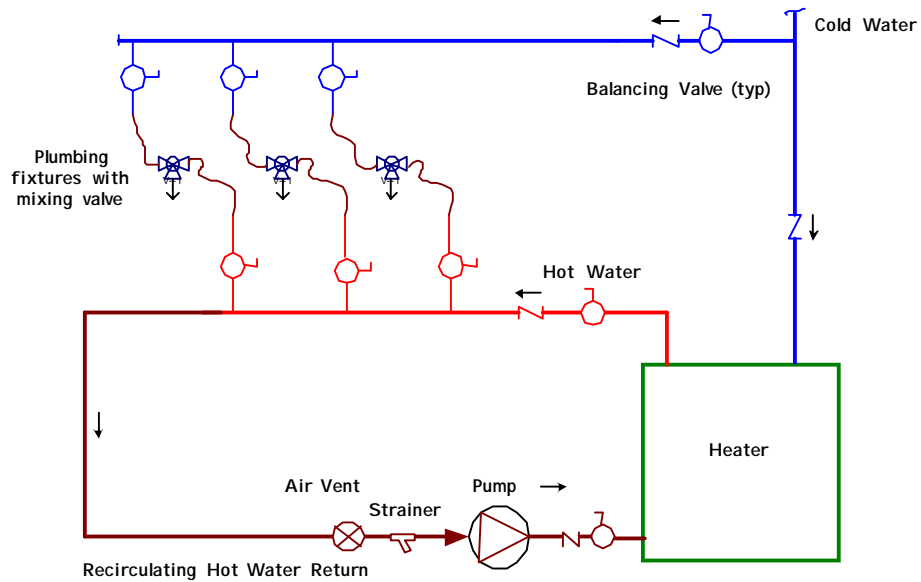 Cold Water
Balancing Valve (typ)
Plumbing
fixtures with
mixing valve
Hot Water
Heater
Air Vent
Pump
Strainer
Recirculating Hot Water Return